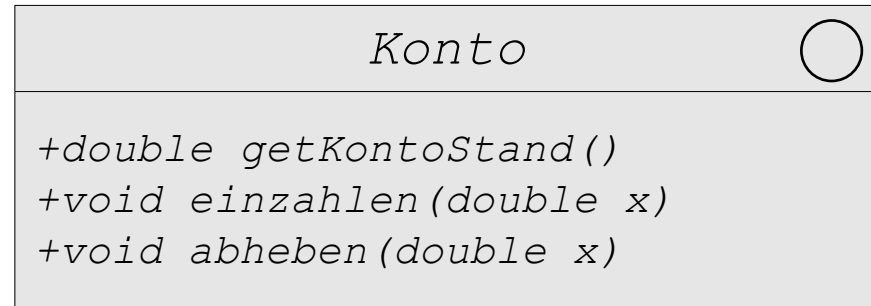 Konto
+double getKontoStand()
+void einzahlen(double x)
+void abheben(double x)